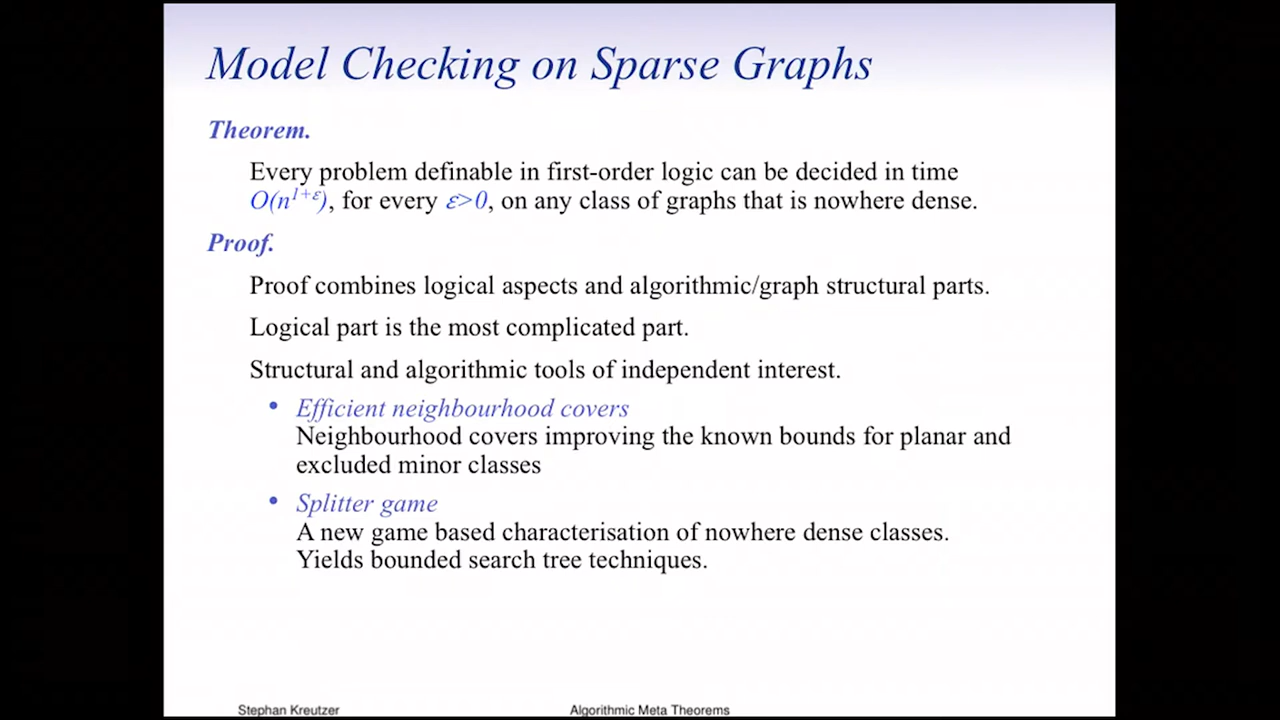 Model Checking on Sparse Graphs
Theorem.
Every problem definable in first-order logic can be decided in time
O(n^{1+ε}), for every ε>0, on any class of graphs that is nowhere dense.
Proof.
Proof combines logical aspects and algorithmic/graph structural parts.
Logical part is the most complicated part.
Structural and algorithmic tools of independent interest.
• Efficient neighbourhood covers
Neighbourhood covers improving the known bounds for planar and
excluded minor classes
• Splitter game
A new game based characterisation of nowhere dense classes.
Yields bounded search tree techniques.
Stephan Kreutzer
Algorithmic Meta Theorems